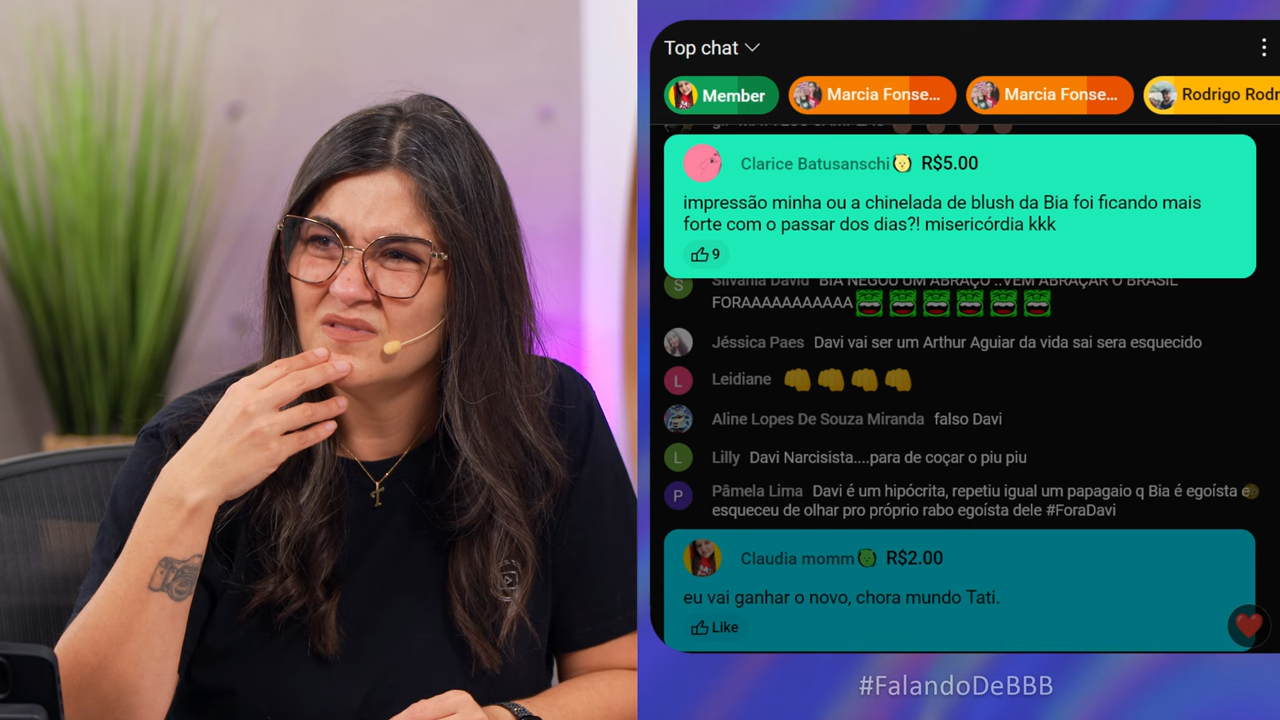 Top chat
Member
Marcia Fonse...
Marcia Fonse...
Rodrigo Rodr
Clarice Batusanschi R$5.00
impressão minha ou a chinelada de blush da Bia foi ficando mais
forte com o passar dos dias?! misericórdia kkk
9
S
Silvania David BIA NEGOU UM ABRAÇO ..VEM ABRAÇAR O BRASIL
FORAAAAAAAAAAA
Jéssica Paes Davi vai ser um Arthur Aguiar da vida sai sera esquecido
L
Leidiane
Aline Lopes De Souza Miranda falso Davi
L
Lilly Davi Narcisista....para de coçar o piu piu
P
Pâmela Lima Davi é um hipócrita, repetiu igual um papagaio q Bia é egoísta e
esqueceu de olhar pro próprio rabo egoísta dele #ForaDavi
Claudia momm R$2.00
eu vai ganhar o novo, chora mundo Tati.
Like
#FalandoDeBBB